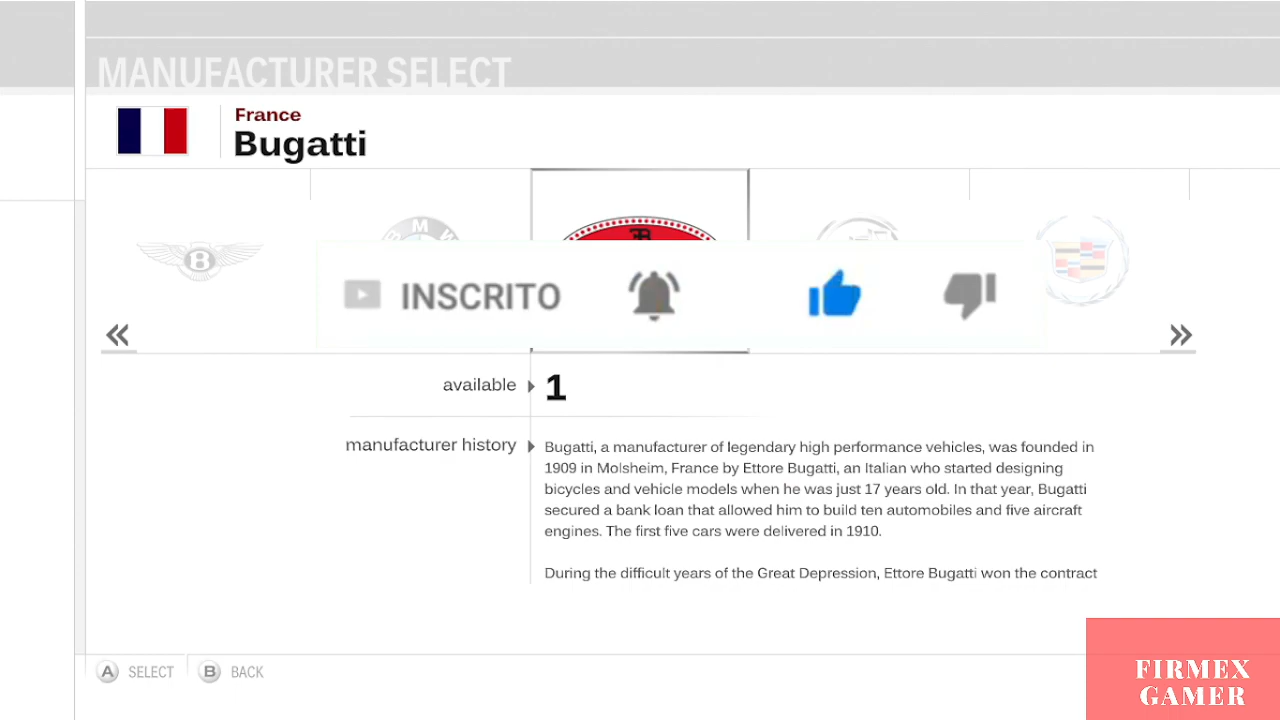 MANUFACTURER SELECT
France
Bugatti
B
BMW
EB
INSCRITO
available
1
manufacturer history
Bugatti, a manufacturer of legendary high performance vehicles, was founded in
1909 in Molsheim, France by Ettore Bugatti, an Italian who started designing
bicycles and vehicle models when he was just 17 years old. In that year, Bugatti
secured a bank loan that allowed him to build ten automobiles and five aircraft
engines. The first five cars were delivered in 1910.
During the difficult years of the Great Depression, Ettore Bugatti won the contract
A SELECT B BACK
FIRMEX
GAMER